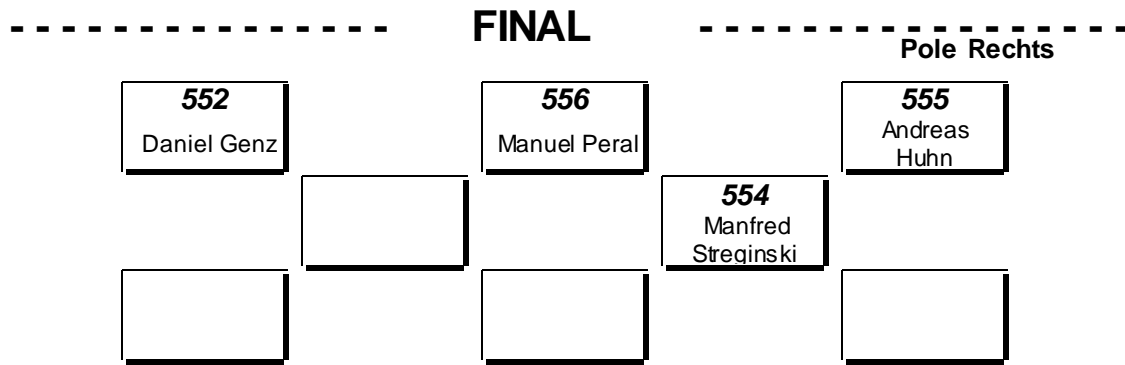 - - - - - - - - - - - - - - - FINAL - - - - - - - - - - - - - - - - -
Pole Rechts
552 556 555
Daniel Genz Manuel Peral Andreas
Huhn
554
Manfred
Streginski